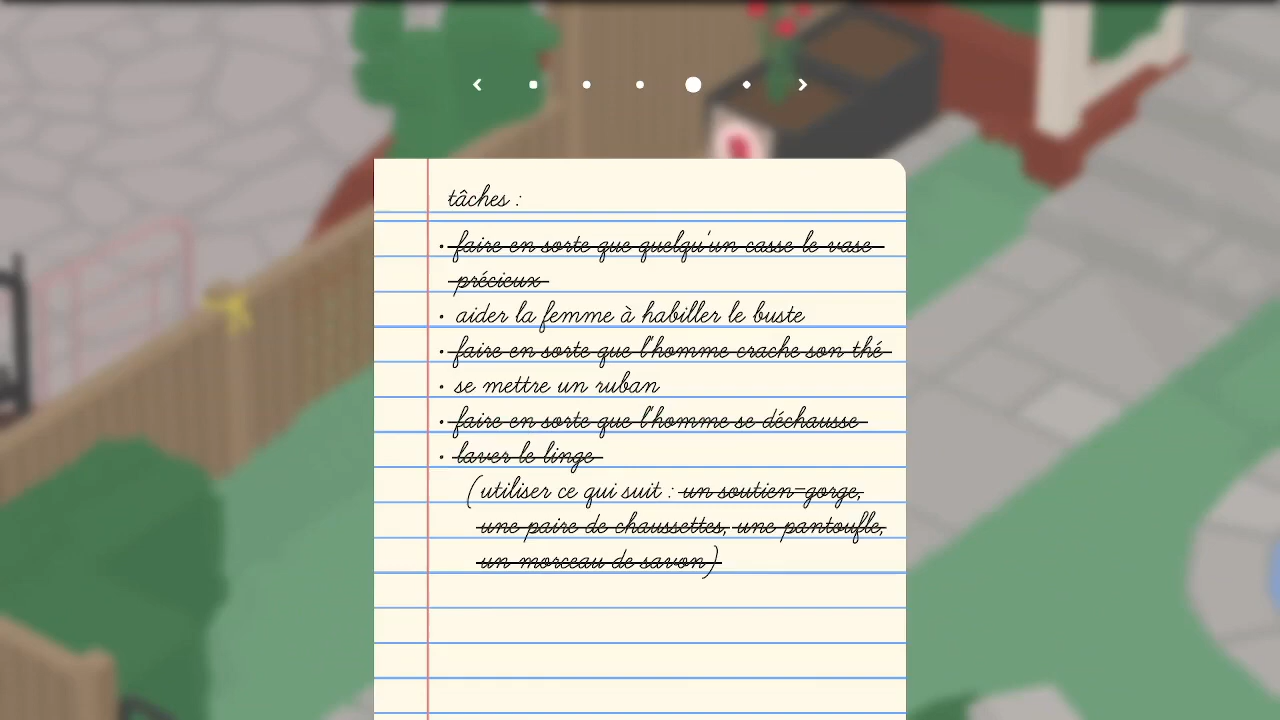 tâches :
• faire en sorte que quelqu'un casse le vase
précieux
• aider la femme à habiller le buste
• faire en sorte que l'homme crache son thé
• se mettre un ruban
• faire en sorte que l'homme se déchausse
• laver le linge
(utiliser ce qui suit : un soutien-gorge,
une paire de chaussettes, une pantoufle,
un morceau de savon)